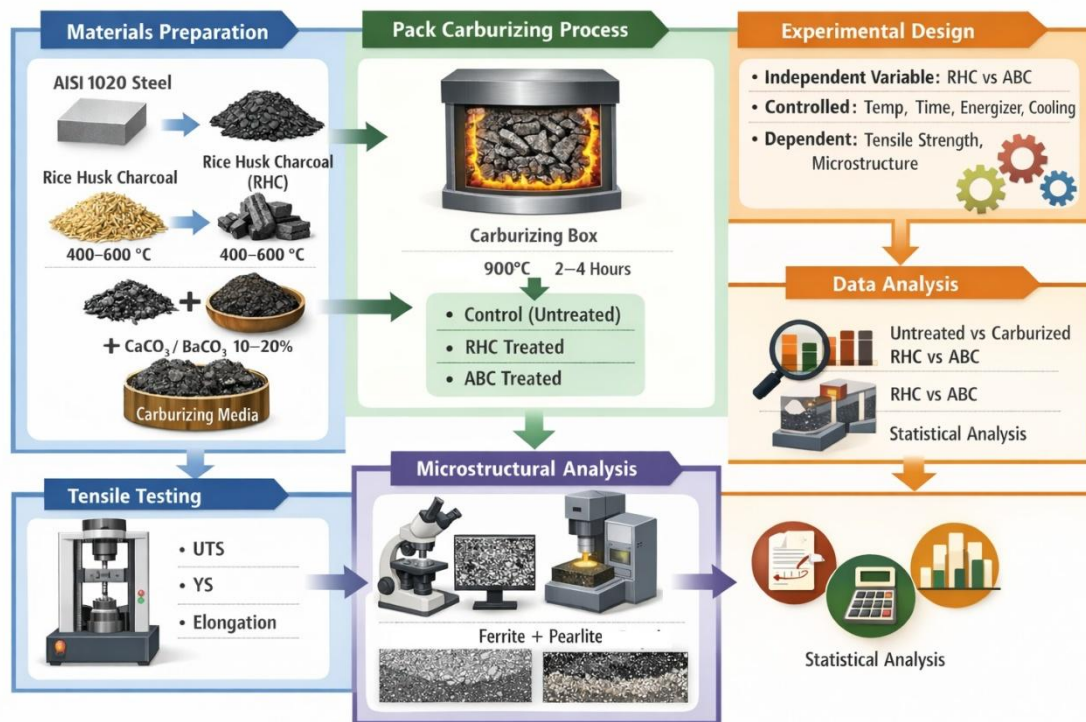 Materials Preparation
AISI 1020 Steel
Rice Husk Charcoal
(RHC)
Rice Husk Charcoal
400–600 °C
400–600 °C
+
+ CaCO₃ / BaCO₃ 10–20%
Carburizing Media
Pack Carburizing Process
Carburizing Box
900°C 2–4 Hours
• Control (Untreated)
• RHC Treated
• ABC Treated
Experimental Design
• Independent Variable: RHC vs ABC
• Controlled: Temp, Time, Energizer, Cooling
• Dependent: Tensile Strength,
Microstructure
Data Analysis
Untreated vs Carburized
RHC vs ABC
RHC vs ABC
Statistical Analysis
Tensile Testing
• UTS
• YS
• Elongation
Microstructural Analysis
Ferrite + Pearlite
Statistical Analysis